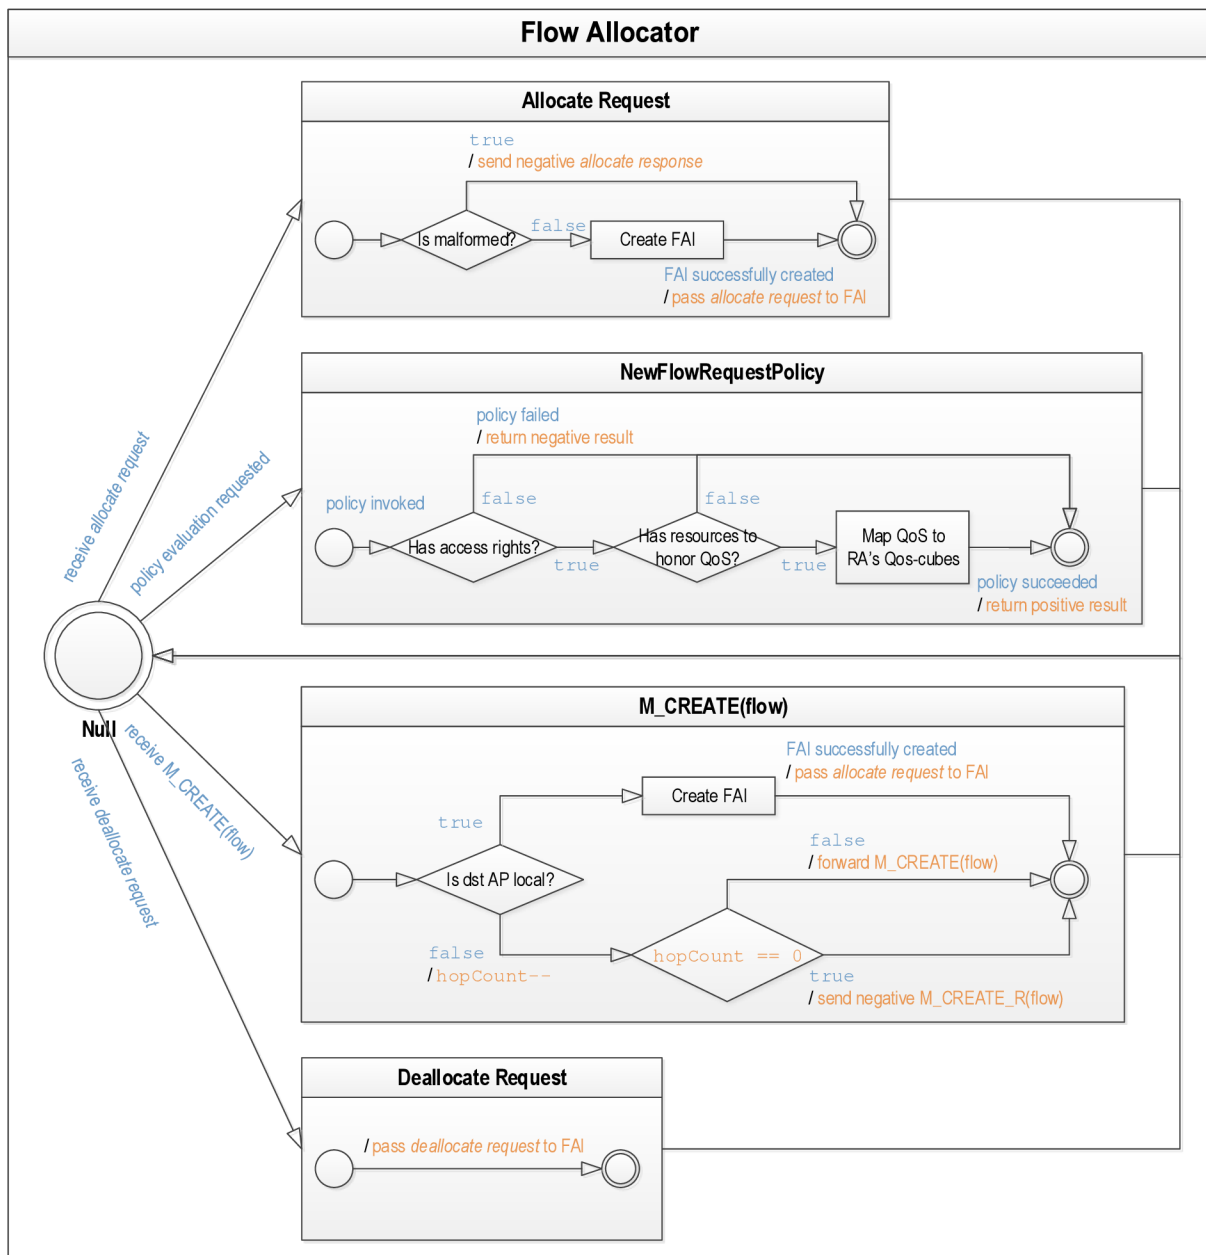 Flow Allocator
Allocate Request
true
/ send negative allocate response
Is malformed?
false
Create FAI
FAI successfully created
/ pass allocate request to FAI
receive allocate request
NewFlowRequestPolicy
policy failed
/ return negative result
policy invoked
false
false
Has access rights?
true
Has resources to
honor QoS?
true
Map QoS to
RA's Qos-cubes
policy succeeded
/ return positive result
policy evaluation requested
Null
receive M_CREATE(flow)
receive deallocate request
M_CREATE(flow)
FAI successfully created
/ pass allocate request to FAI
Create FAI
true
false
/ forward M_CREATE(flow)
Is dst AP local?
false
/ hopCount--
hopCount == 0
true
/ send negative M_CREATE_R(flow)
Deallocate Request
/ pass deallocate request to FAI